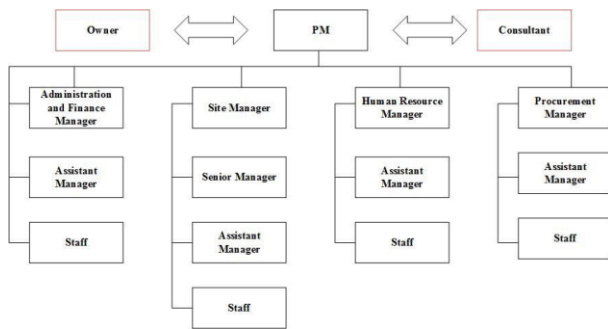 Owner
PM
Consultant
Administration
and Finance
Manager
Site Manager
Human Resource
Manager
Procurement
Manager
Assistant
Manager
Senior Manager
Assistant
Manager
Assistant
Manager
Staff
Assistant
Manager
Staff
Staff
Staff